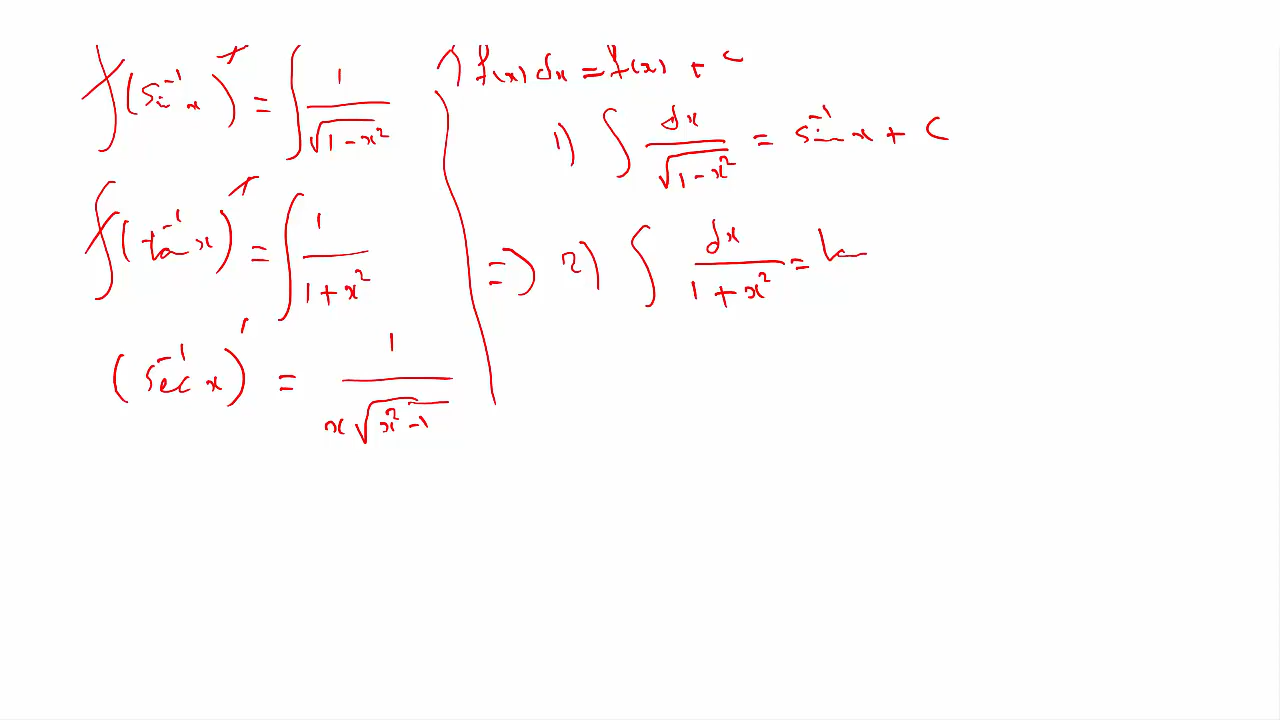 ∫(sin⁻¹x)' = ∫ 1/√(1-x²)
∫(tan⁻¹x)' = ∫ 1/(1+x²)
(sec⁻¹x)' = 1/(x√(x²-1))
∫ f(x) dx = f(x) + c
1) ∫ dx/√(1-x²) = sin⁻¹x + C
=> 2) ∫ dx/(1+x²) =